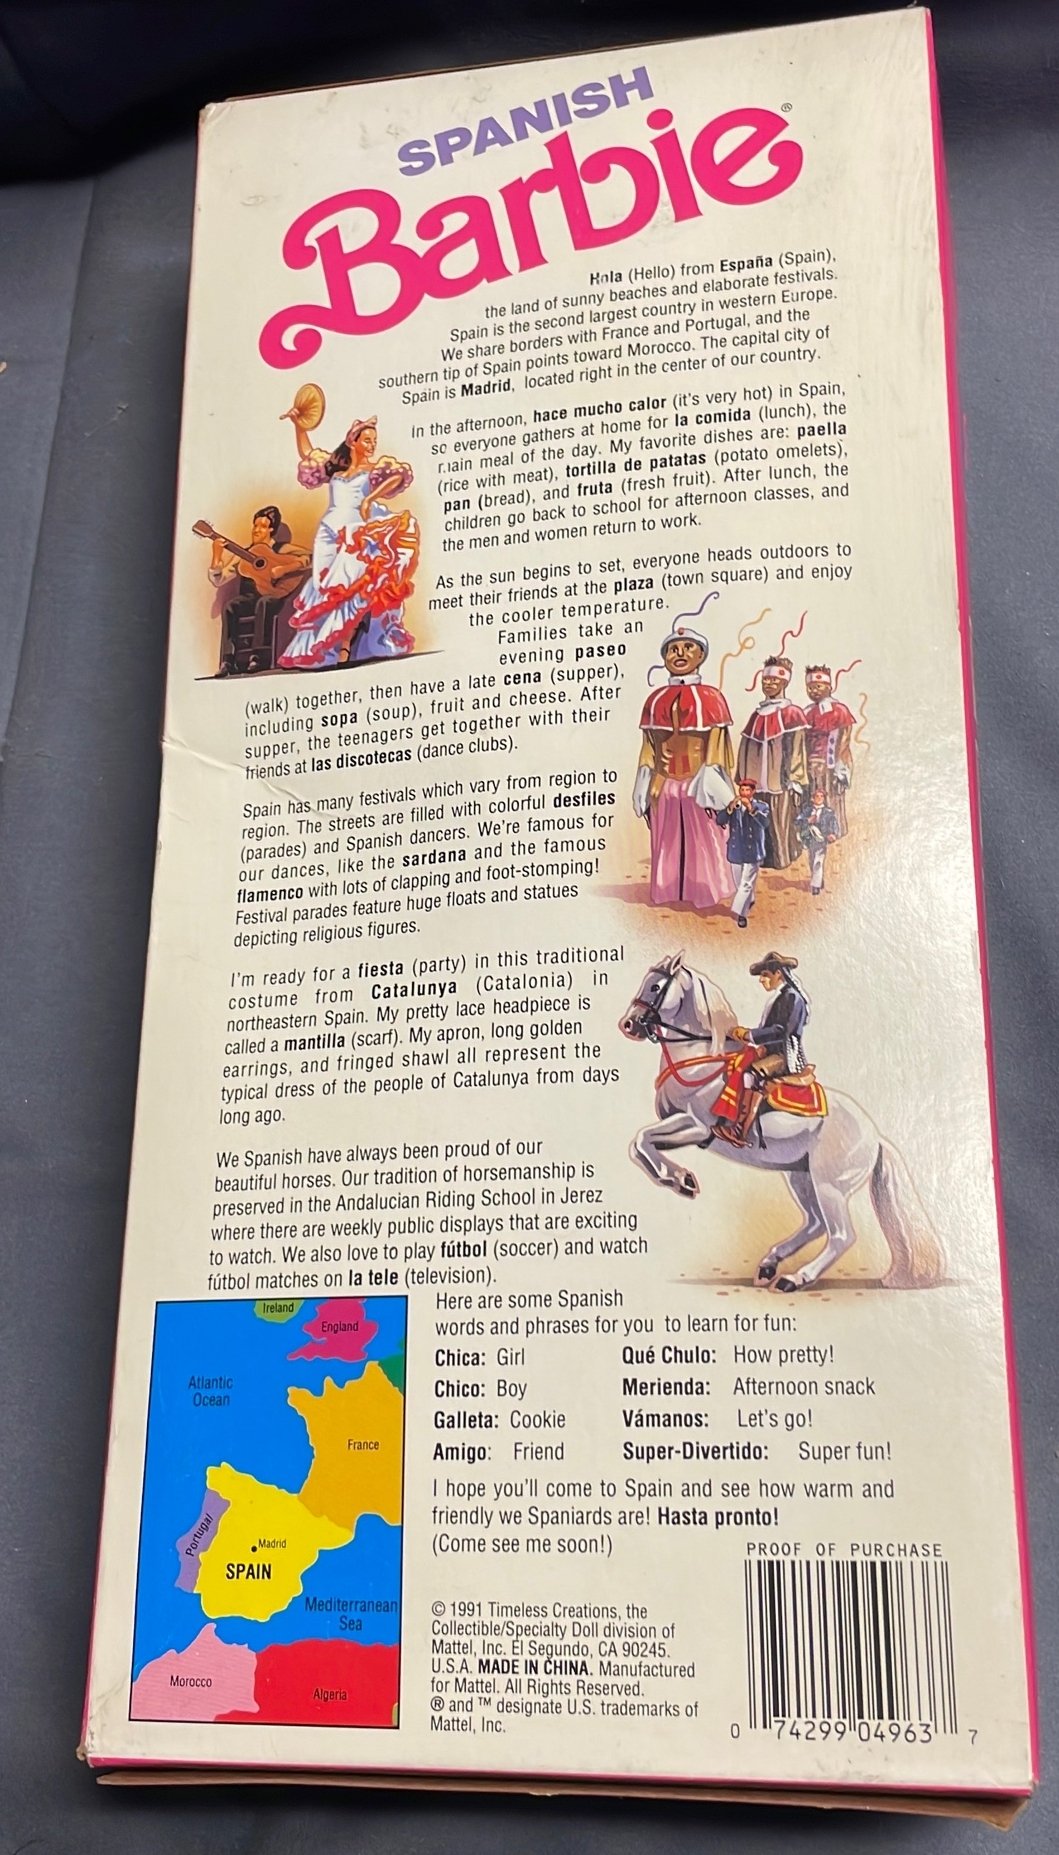 SPANISH
Barbie®
Hola (Hello) from España (Spain),
the land of sunny beaches and elaborate festivals.
Spain is the second largest country in western Europe.
We share borders with France and Portugal, and the
southern tip of Spain points toward Morocco. The capital city of
Spain is Madrid, located right in the center of our country.
In the afternoon, hace mucho calor (it's very hot) in Spain,
so everyone gathers at home for la comida (lunch), the
main meal of the day. My favorite dishes are: paella
(rice with meat), tortilla de patatas (potato omelets),
pan (bread), and fruta (fresh fruit). After lunch, the
children go back to school for afternoon classes, and
the men and women return to work.
As the sun begins to set, everyone heads outdoors to
meet their friends at the plaza (town square) and enjoy
the cooler temperature.
Families take an
evening paseo
(walk) together, then have a late cena (supper),
including sopa (soup), fruit and cheese. After
supper, the teenagers get together with their
friends at las discotecas (dance clubs).
Spain has many festivals which vary from region to
region. The streets are filled with colorful desfiles
(parades) and Spanish dancers. We're famous for
our dances, like the sardana and the famous
flamenco with lots of clapping and foot-stomping!
Festival parades feature huge floats and statues
depicting religious figures.
I'm ready for a fiesta (party) in this traditional
costume from Catalunya (Catalonia) in
northeastern Spain. My pretty lace headpiece is
called a mantilla (scarf). My apron, long golden
earrings, and fringed shawl all represent the
typical dress of the people of Catalunya from days
long ago.
We Spanish have always been proud of our
beautiful horses. Our tradition of horsemanship is
preserved in the Andalucian Riding School in Jerez
where there are weekly public displays that are exciting
to watch. We also love to play fútbol (soccer) and watch
fútbol matches on la tele (television).
Here are some Spanish
words and phrases for you to learn for fun:
Chica: Girl
Qué Chulo: How pretty!
Chico: Boy
Merienda: Afternoon snack
Galleta: Cookie
Vámanos: Let's go!
Amigo: Friend
Super-Divertido: Super fun!
I hope you'll come to Spain and see how warm and
friendly we Spaniards are! Hasta pronto!
(Come see me soon!)
Ireland
England
Atlantic
Ocean
France
Portugal
Madrid
SPAIN
Mediterranean
Sea
Morocco
Algeria
© 1991 Timeless Creations, the
Collectible/Specialty Doll division of
Mattel, Inc. El Segundo, CA 90245.
U.S.A. MADE IN CHINA. Manufactured
for Mattel. All Rights Reserved.
® and ™ designate U.S. trademarks of
Mattel, Inc.
PROOF OF PURCHASE
0 74299 04963 7